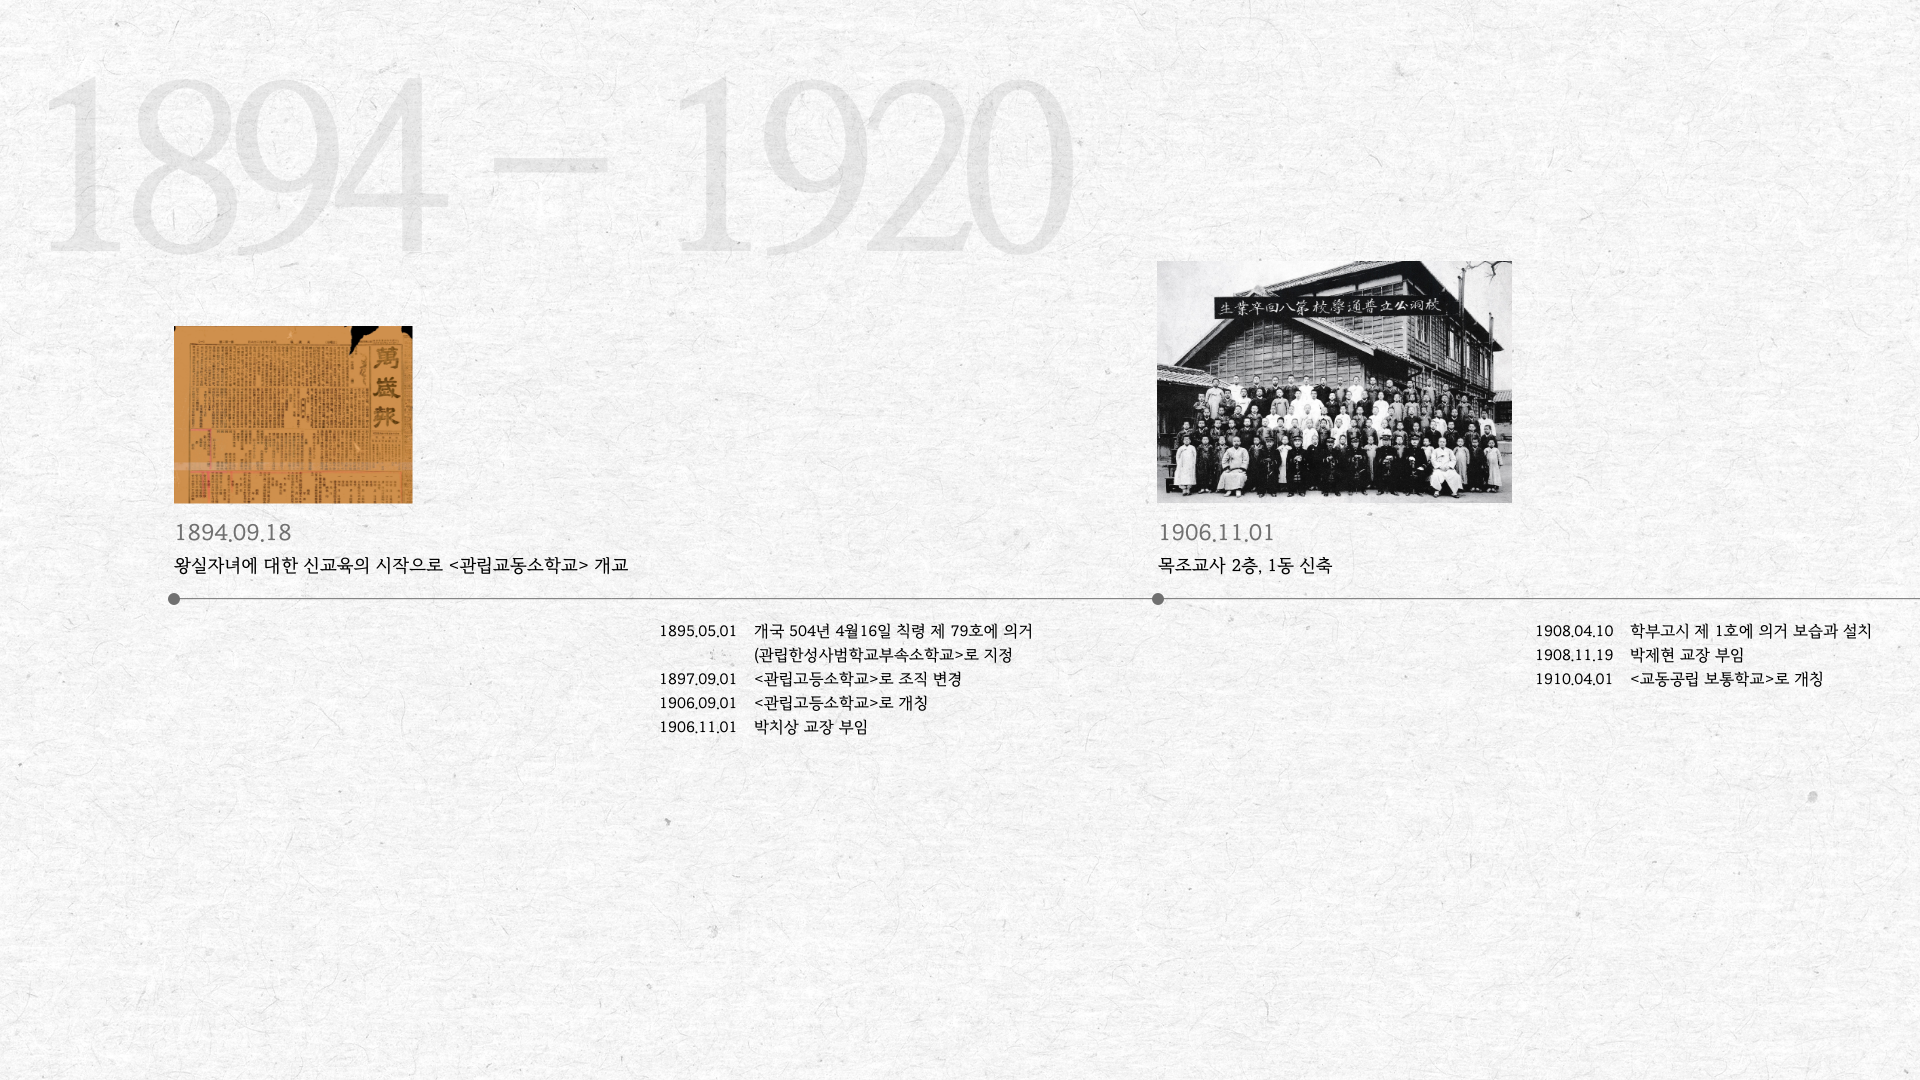 1894 – 1920
萬歲報
1894.09.18
왕실자녀에 대한 신교육의 시작으로 <관립교동소학교> 개교
1895.05.01 개국 504년 4월16일 칙령 제 79호에 의거
(관립한성사범학교부속소학교>로 지정
1897.09.01 <관립고등소학교>로 조직 변경
1906.09.01 <관립고등소학교>로 개칭
1906.11.01 박치상 교장 부임
生業卒回八第校學通普立公洞校
1906.11.01
목조교사 2층, 1동 신축
1908.04.10 학부고시 제 1호에 의거 보습과 설치
1908.11.19 박제현 교장 부임
1910.04.01 <교동공립 보통학교>로 개칭